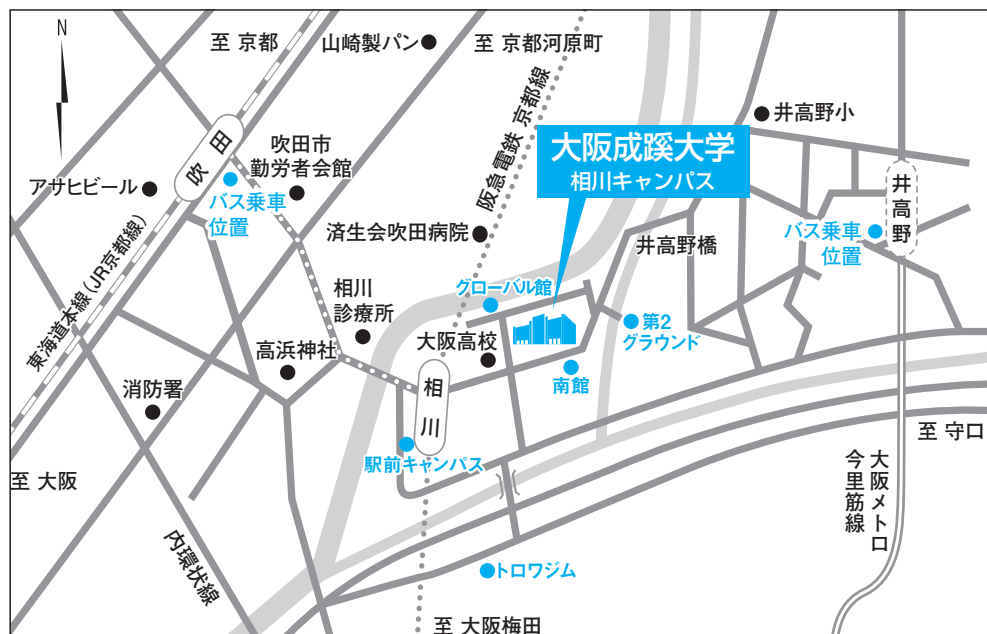 N
至 京都
山崎製パン
至 京都河原町
阪急電鉄 京都線
井高野小
大阪成蹊大学
相川キャンパス
吹田
吹田市
勤労者会館
アサヒビール
バス乗車
位置
済生会吹田病院
井高野橋
井高野
バス乗車
位置
東海道本線(JR京都線)
グローバル館
相川
診療所
第2
グラウンド
大阪高校
高浜神社
南館
相川
消防署
駅前キャンパス
至 守口
至 大阪
大阪メトロ
今里筋線
内環状線
トロワジム
至 大阪梅田